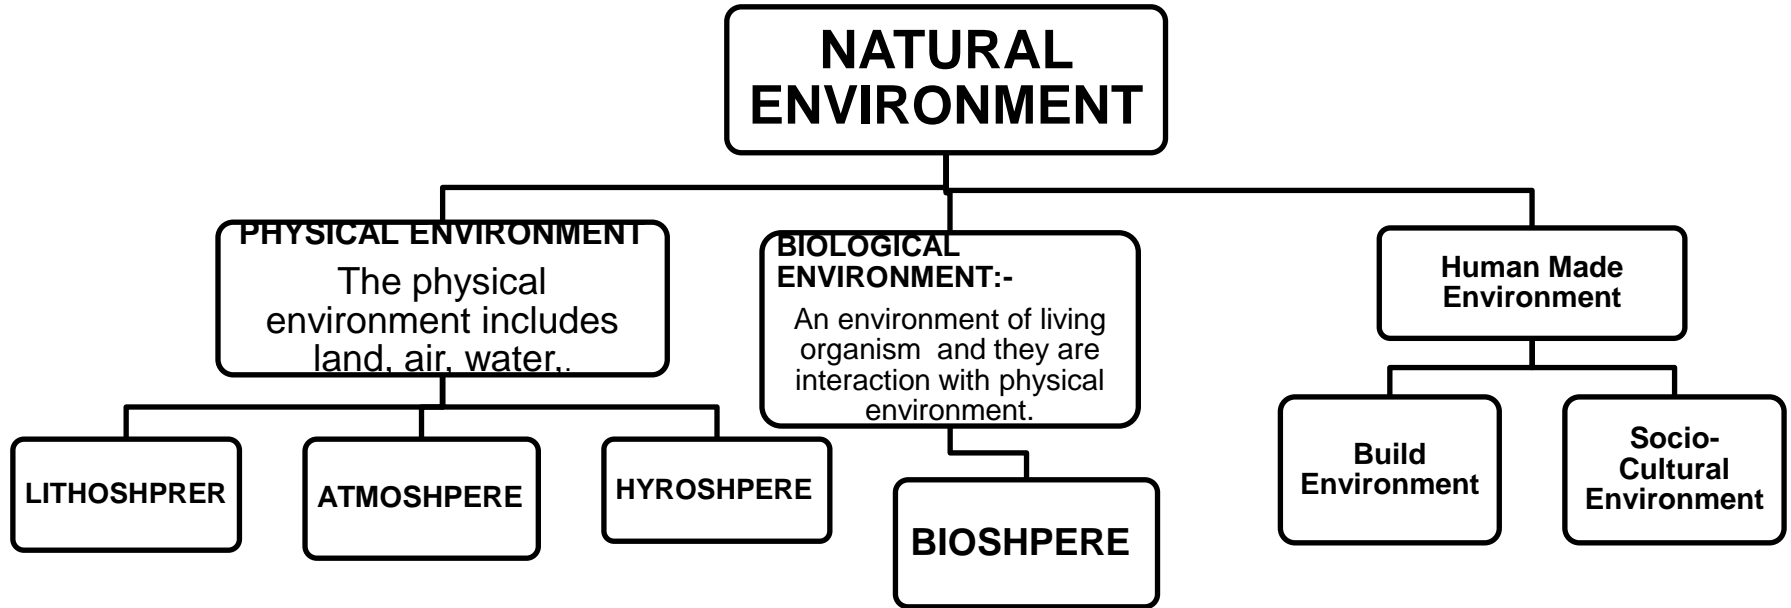 NATURAL
ENVIRONMENT
PHYSICAL ENVIRONMENT
The physical
environment includes
land, air, water,.
BIOLOGICAL
ENVIRONMENT:-
An environment of living
organism and they are
interaction with physical
environment.
Human Made
Environment
LITHOSHPRER
ATMOSHPERE
HYROSHPERE
BIOSHPERE
Build
Environment
Socio-
Cultural
Environment